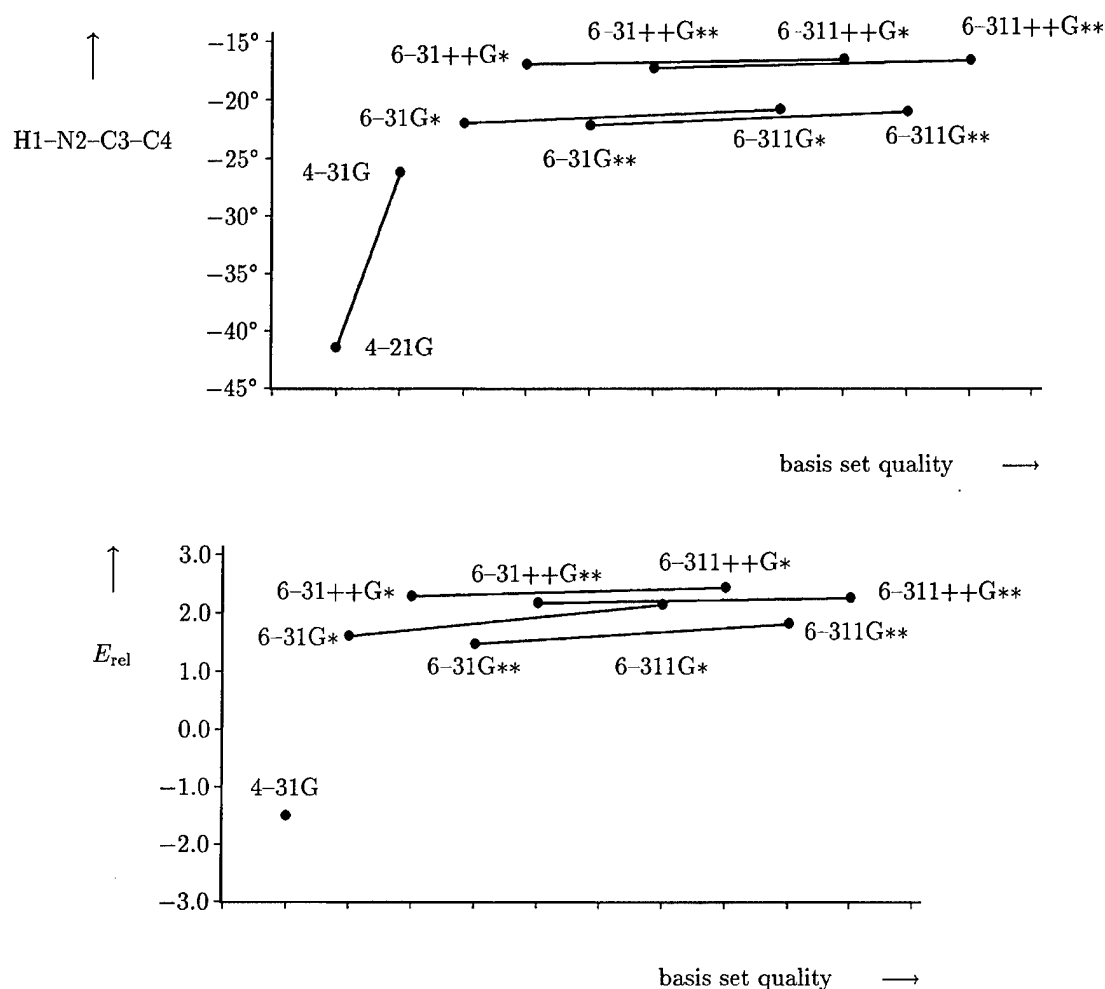 6–31++G** 6–311++G* 6–311++G**
−15°
6–31++G*
−20°
6–31G*
H1–N2–C3–C4
6–31G** 6–311G* 6–311G**
−25°
4–31G
−30°
−35°
−40°
4–21G
−45°
basis set quality ⟶
3.0
6–311++G*
6–31++G**
6–31++G* 6–311++G**
2.0
6–31G* 6–311G**
E_rel
6–31G** 6–311G*
1.0
0.0
−1.0
4–31G
−2.0
−3.0
basis set quality ⟶